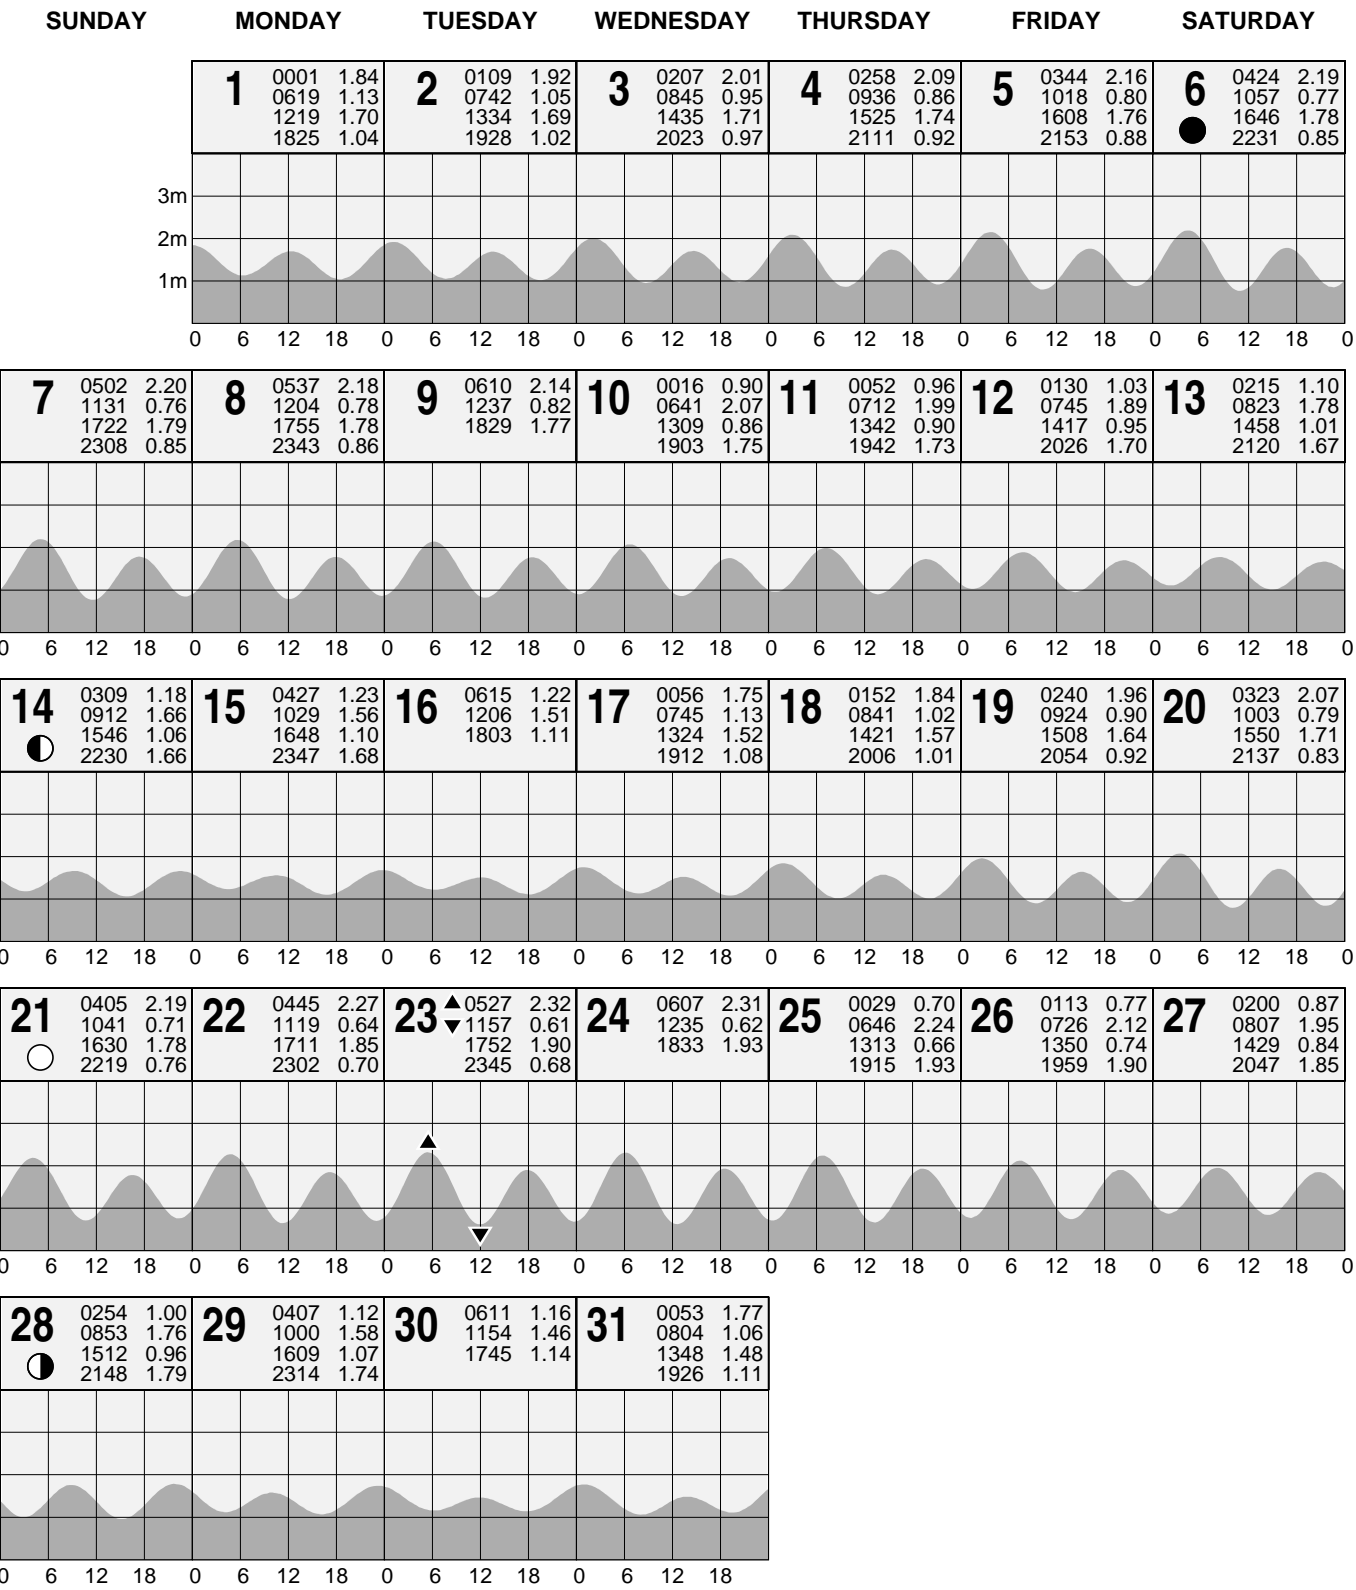 SUNDAY MONDAY TUESDAY WEDNESDAY THURSDAY FRIDAY SATURDAY
1 0001 1.84 2 0109 1.92 3 0207 2.01 4 0258 2.09 5 0344 2.16 6 0424 2.19
0619 1.13 0742 1.05 0845 0.95 0936 0.86 1018 0.80 1057 0.77
1219 1.70 1334 1.69 1435 1.71 1525 1.74 1608 1.76 1646 1.78
1825 1.04 1928 1.02 2023 0.97 2111 0.92 2153 0.88 2231 0.85
3m
2m
1m
0 6 12 18 0 6 12 18 0 6 12 18 0 6 12 18 0 6 12 18 0 6 12 18 0
7 0502 2.20 8 0537 2.18 9 0610 2.14 10 0016 0.90 11 0052 0.96 12 0130 1.03 13 0215 1.10
1131 0.76 1204 0.78 1237 0.82 0641 2.07 0712 1.99 0745 1.89 0823 1.78
1722 1.79 1755 1.78 1829 1.77 1309 0.86 1342 0.90 1417 0.95 1458 1.01
2308 0.85 2343 0.86 1903 1.75 1942 1.73 2026 1.70 2120 1.67
0 6 12 18 0 6 12 18 0 6 12 18 0 6 12 18 0 6 12 18 0 6 12 18 0 6 12 18 0
14 0309 1.18 15 0427 1.23 16 0615 1.22 17 0056 1.75 18 0152 1.84 19 0240 1.96 20 0323 2.07
0912 1.66 1029 1.56 1206 1.51 0745 1.13 0841 1.02 0924 0.90 1003 0.79
1546 1.06 1648 1.10 1803 1.11 1324 1.52 1421 1.57 1508 1.64 1550 1.71
2230 1.66 2347 1.68 1912 1.08 2006 1.01 2054 0.92 2137 0.83
0 6 12 18 0 6 12 18 0 6 12 18 0 6 12 18 0 6 12 18 0 6 12 18 0 6 12 18 0
21 0405 2.19 22 0445 2.27 23 0527 2.32 24 0607 2.31 25 0029 0.70 26 0113 0.77 27 0200 0.87
1041 0.71 1119 0.64 1157 0.61 1235 0.62 0646 2.24 0726 2.12 0807 1.95
1630 1.78 1711 1.85 1752 1.90 1833 1.93 1313 0.66 1350 0.74 1429 0.84
2219 0.76 2302 0.70 2345 0.68 1915 1.93 1959 1.90 2047 1.85
0 6 12 18 0 6 12 18 0 6 12 18 0 6 12 18 0 6 12 18 0 6 12 18 0 6 12 18 0
28 0254 1.00 29 0407 1.12 30 0611 1.16 31 0053 1.77
0853 1.76 1000 1.58 1154 1.46 0804 1.06
1512 0.96 1609 1.07 1745 1.14 1348 1.48
2148 1.79 2314 1.74 1926 1.11
0 6 12 18 0 6 12 18 0 6 12 18 0 6 12 18